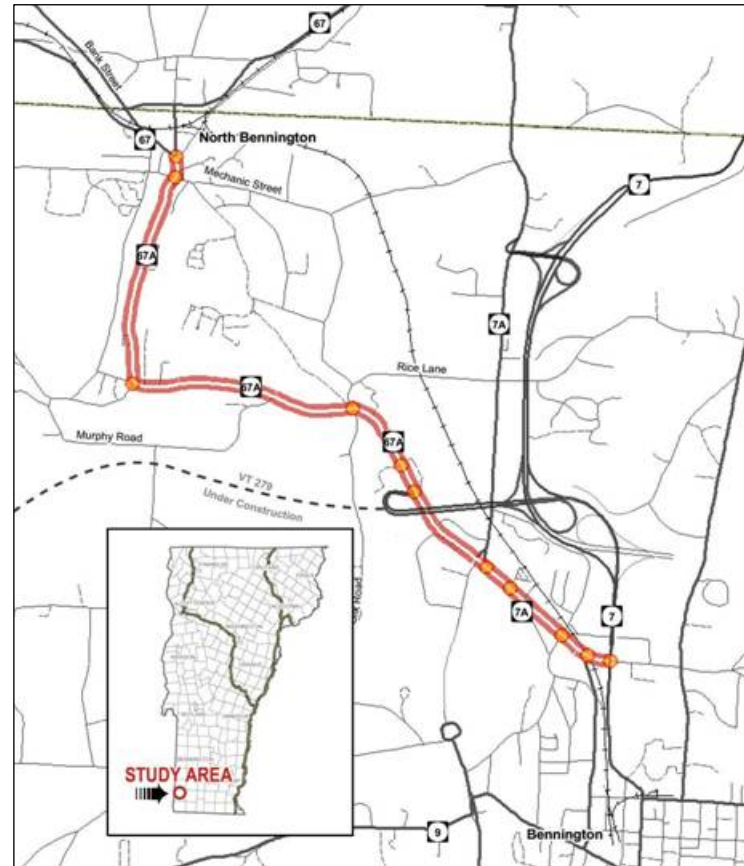 67
Bank Street
67
North Bennington
Mechanic Street
7
67A
7A
Rice Lane
67A
Murphy Road
67A
VT 279
Under Construction
Road
7A
7
STUDY AREA
9
Bennington